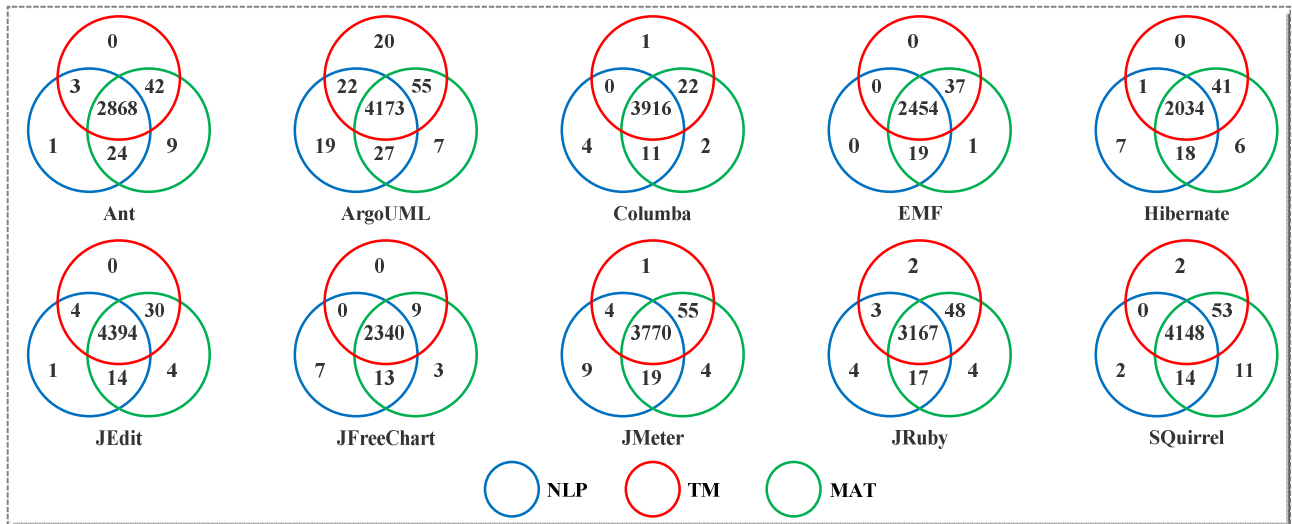 0
3 42
2868
1 24 9
Ant
20
22 55
4173
19 27 7
ArgoUML
1
0 22
3916
4 11 2
Columba
0
0 37
2454
0 19 1
EMF
0
1 41
2034
7 18 6
Hibernate
0
4 30
4394
1 14 4
JEdit
0
0 9
2340
7 13 3
JFreeChart
1
4 55
3770
9 19 4
JMeter
2
3 48
3167
4 17 4
JRuby
2
0 53
4148
2 14 11
SQuirrel
NLP TM MAT